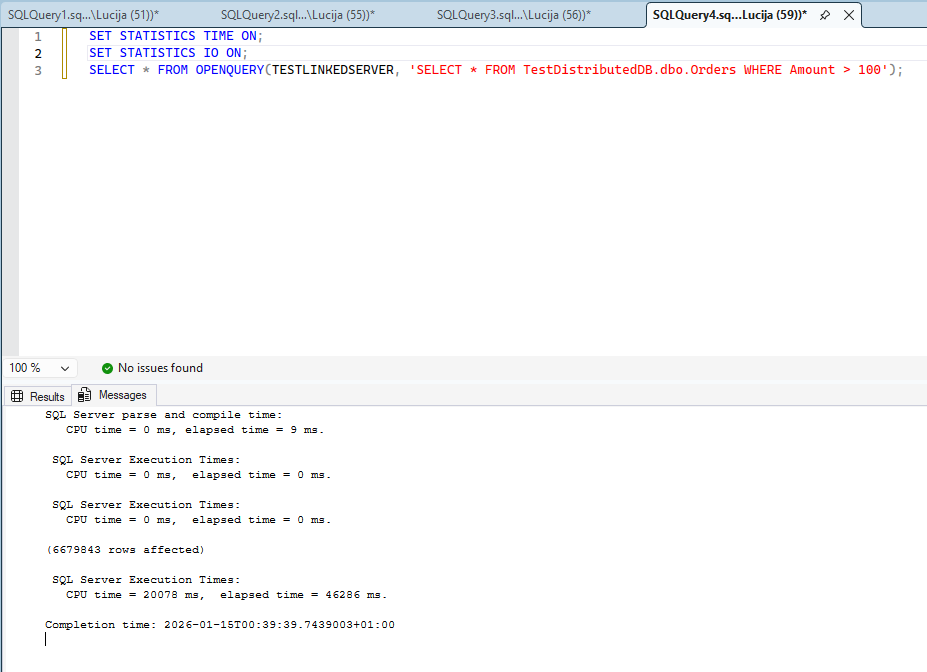 SQLQuery1.sq...\Lucija (51))* SQLQuery2.sql...\Lucija (55))* SQLQuery3.sql...\Lucija (56))* SQLQuery4.sq...Lucija (59))*
1 SET STATISTICS TIME ON;
2 SET STATISTICS IO ON;
3 SELECT * FROM OPENQUERY(TESTLINKEDSERVER, 'SELECT * FROM TestDistributedDB.dbo.Orders WHERE Amount > 100');
100 % No issues found
Results Messages
SQL Server parse and compile time:
CPU time = 0 ms, elapsed time = 9 ms.
SQL Server Execution Times:
CPU time = 0 ms, elapsed time = 0 ms.
SQL Server Execution Times:
CPU time = 0 ms, elapsed time = 0 ms.
(6679843 rows affected)
SQL Server Execution Times:
CPU time = 20078 ms, elapsed time = 46286 ms.
Completion time: 2026-01-15T00:39:39.7439003+01:00